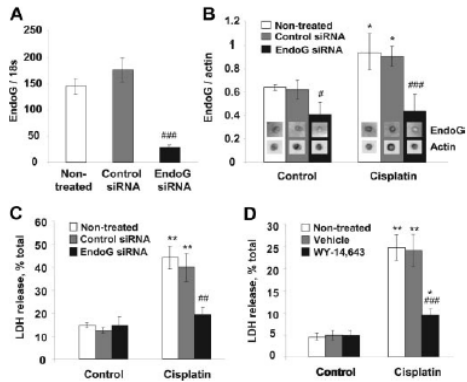 A
EndoG / 18s
250
200
150
100
50
0
###
Non-treated
Control siRNA
EndoG siRNA
B
EndoG / actin
1.2
1
0.8
0.6
0.4
0.2
0
Non-treated
Control siRNA
EndoG siRNA
#
*
*
###
EndoG
Actin
Control
Cisplatin
C
LDH release, % total
60
50
40
30
20
10
0
Non-treated
Control siRNA
EndoG siRNA
**
**
##
Control
Cisplatin
D
LDH release, % total
30
25
20
15
10
5
0
Non-treated
Vehicle
WY-14,643
**
**
*
###
Control
Cisplatin